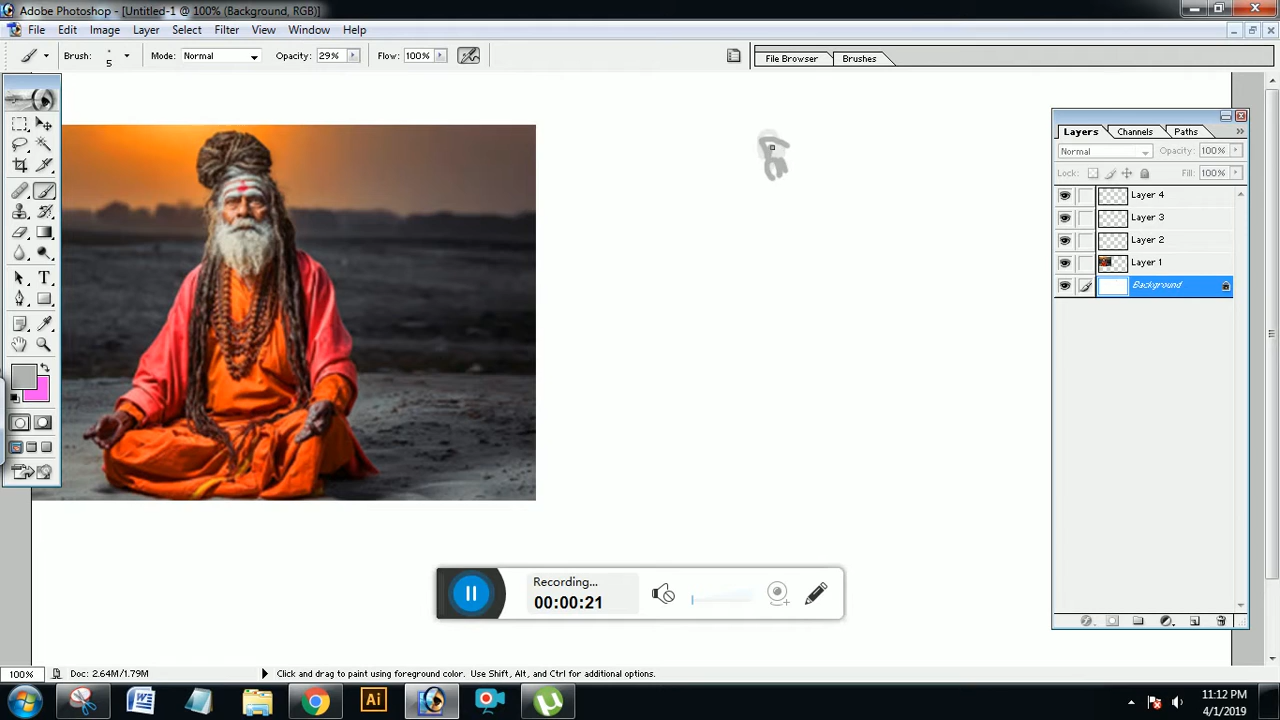 Adobe Photoshop - [Untitled-1 @ 100% (Background, RGB)]
File Edit Image Layer Select Filter View Window Help
Brush: 5 Mode: Normal Opacity: 29% Flow: 100% File Browser Brushes
Layers Channels Paths
Normal Opacity: 100%
Lock: Fill: 100%
Layer 4
Layer 3
Layer 2
Layer 1
Background
Recording...
00:00:21
100% Doc: 2.64M/1.79M Click and drag to paint using foreground color. Use Shift, Alt, and Ctrl for additional options.
11:12 PM
4/1/2019